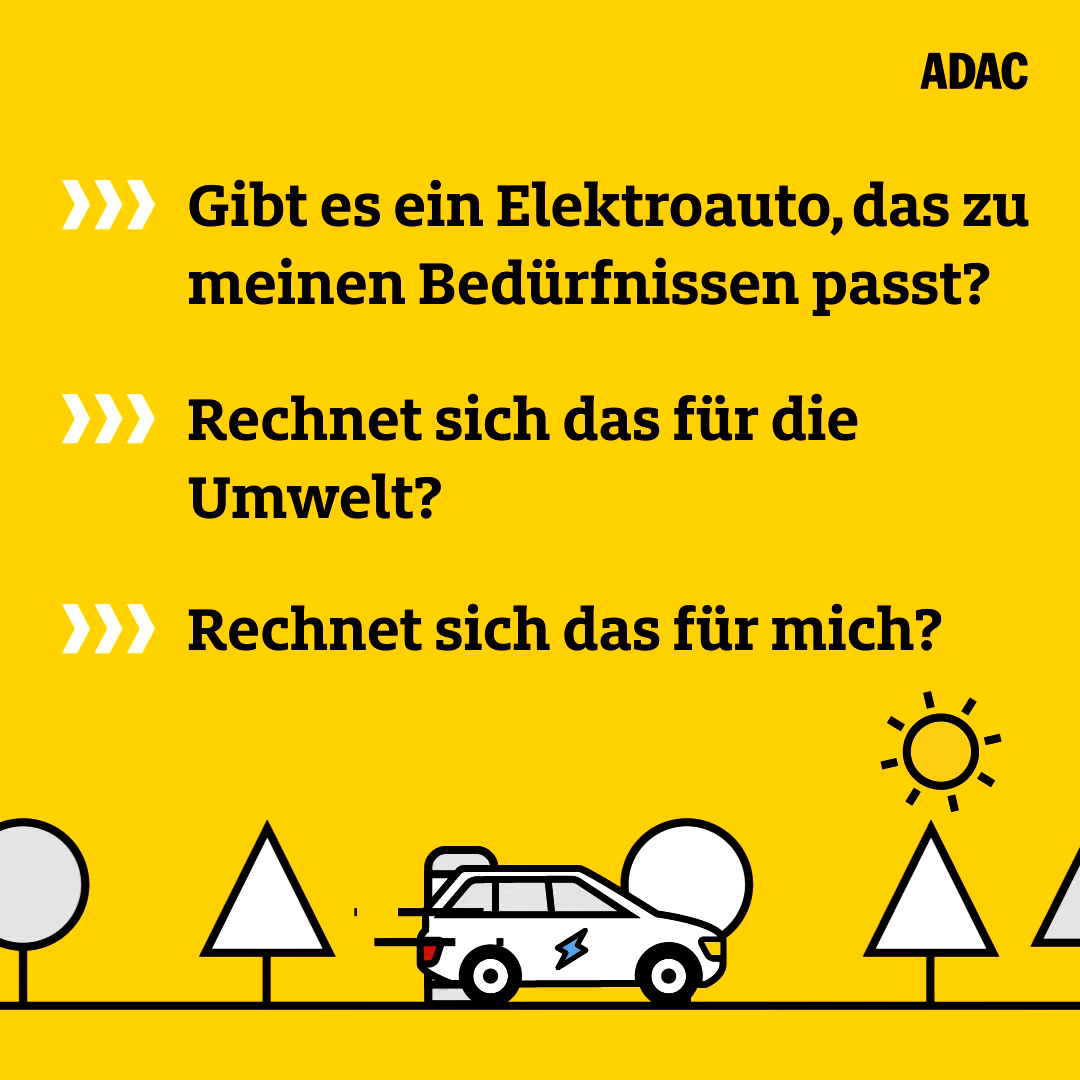 ADAC
Gibt es ein Elektroauto, das zu
meinen Bedürfnissen passt?
Rechnet sich das für die
Umwelt?
Rechnet sich das für mich?